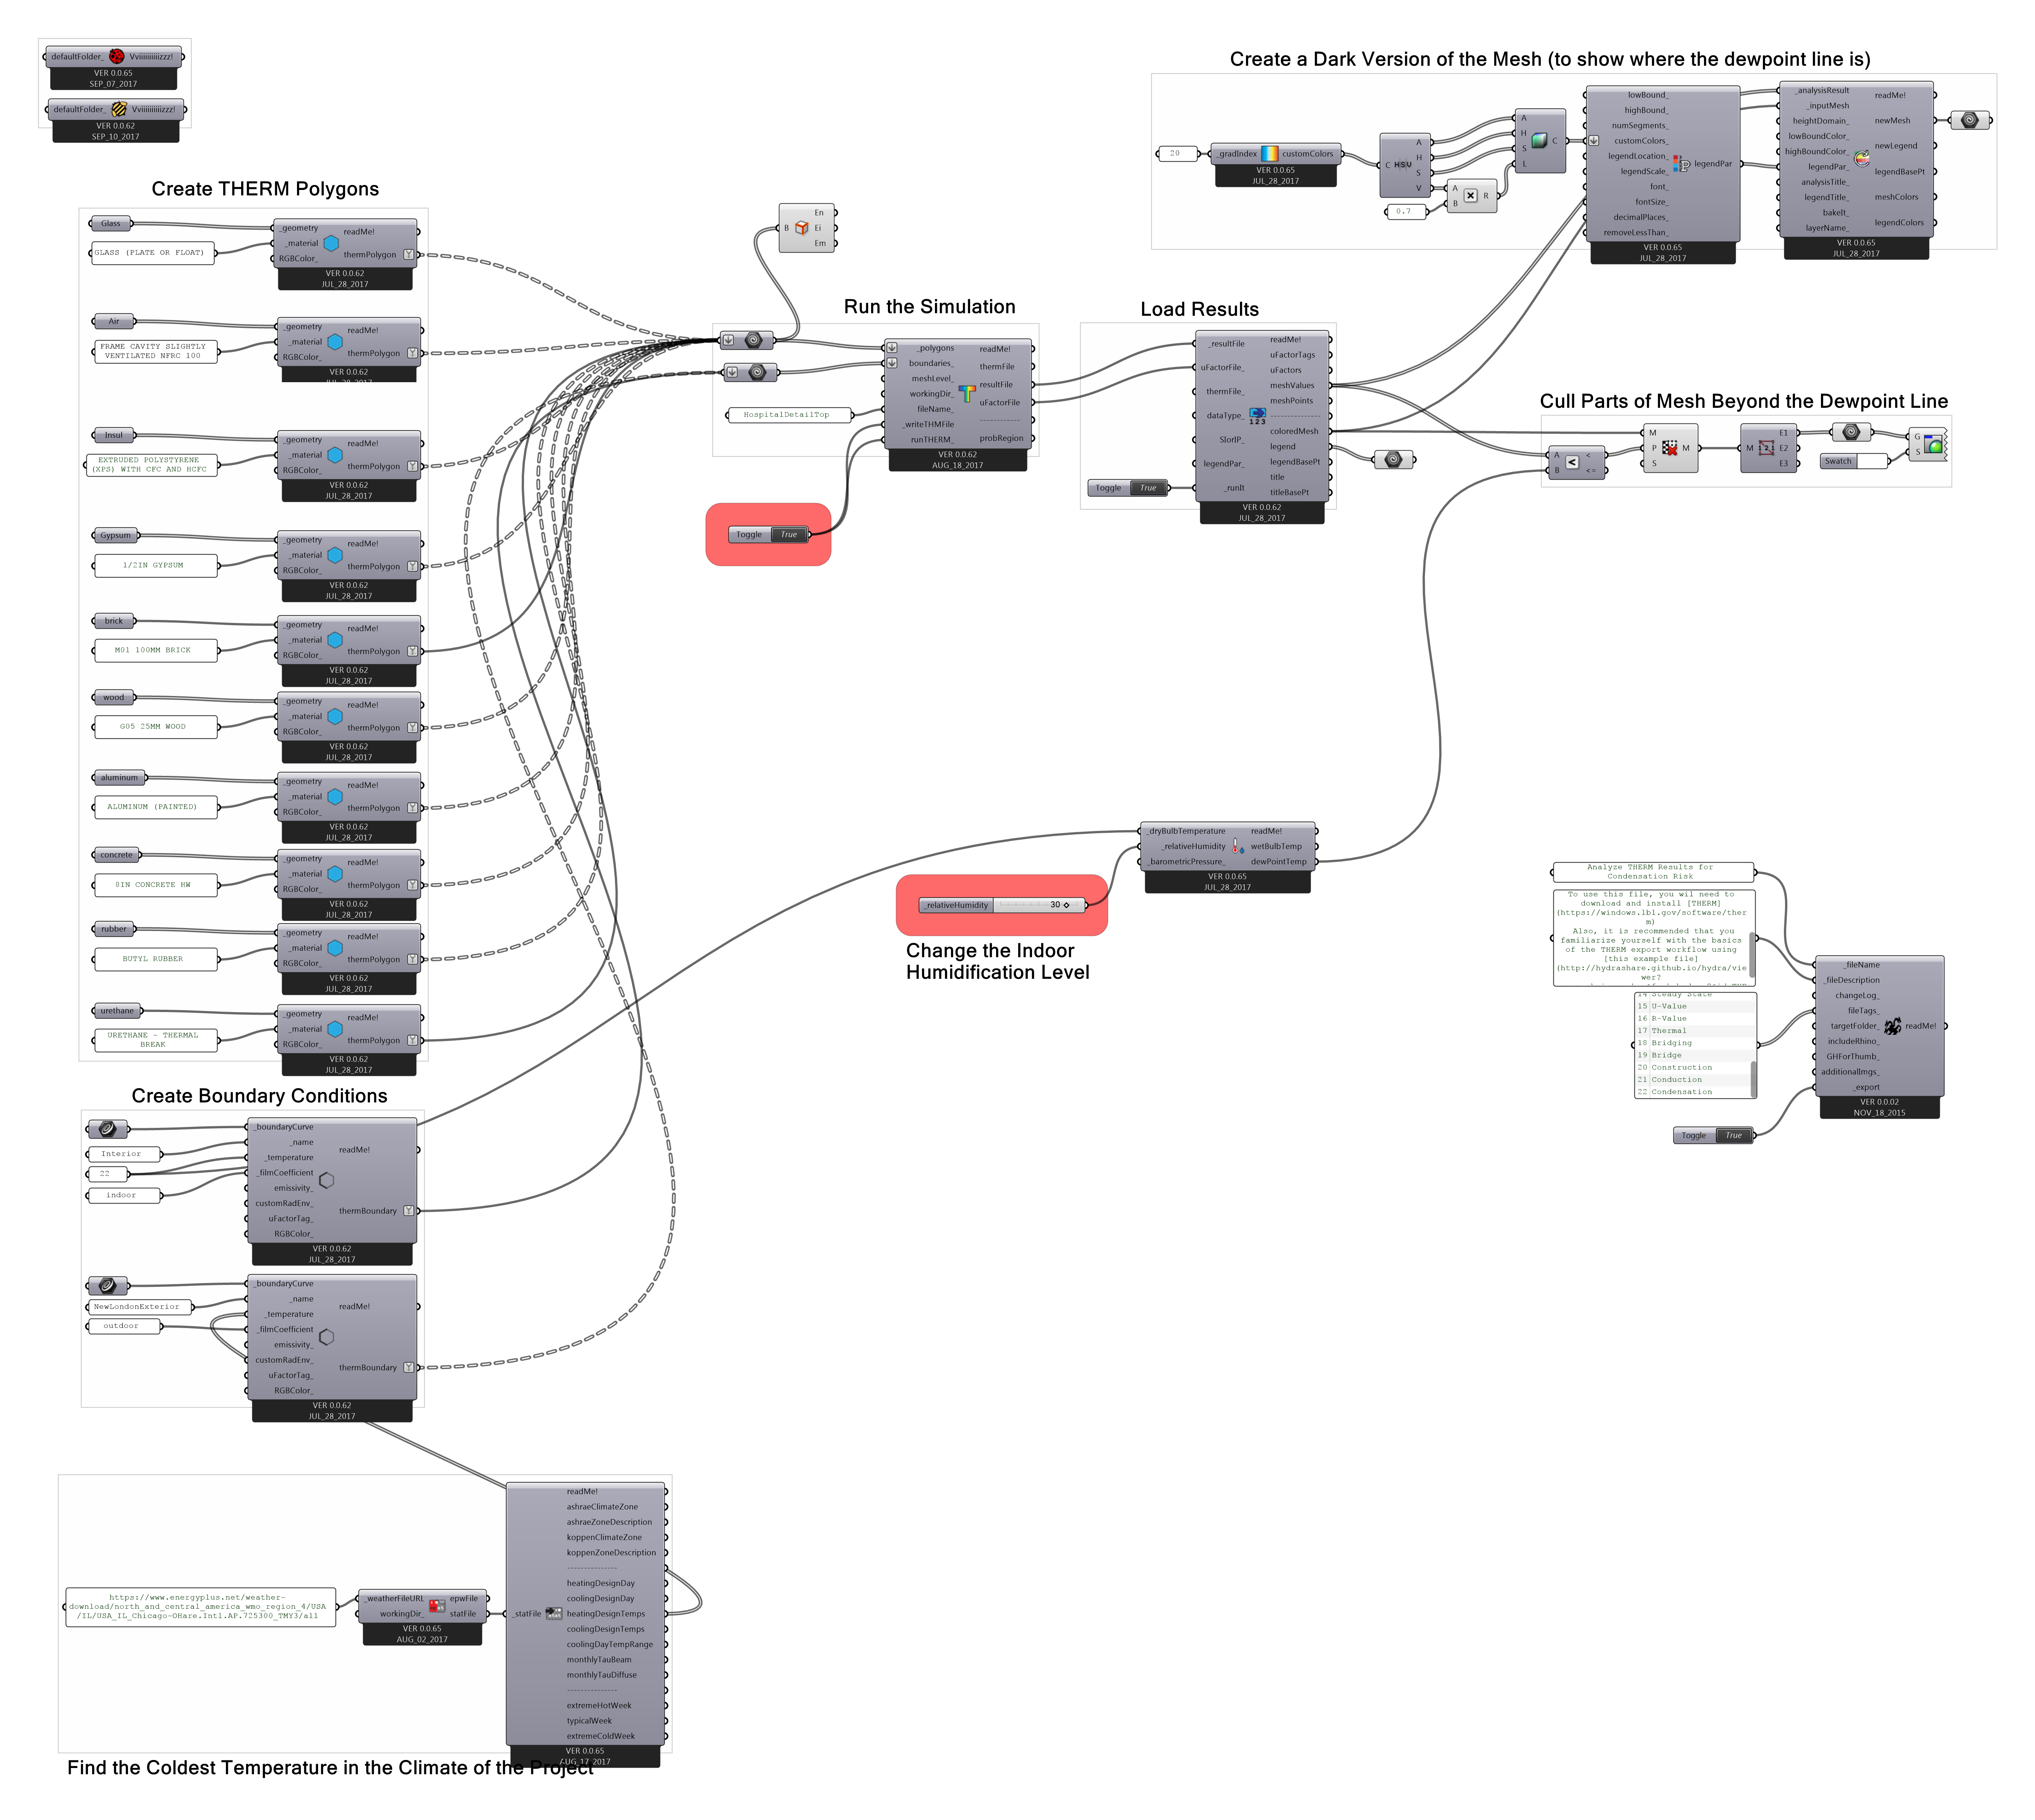 defaultFolder_ Vviiiiiiiiiizzz!
VER 0.0.65
SEP_07_2017
defaultFolder_ Vviiiiiiiiiizzz!
VER 0.0.62
SEP_10_2017
Create a Dark Version of the Mesh (to show where the dewpoint line is)
20
_gradIndex customColors
VER 0.0.65
JUL_28_2017
C HSV A H S V
0.7
A B R
A H S L C
lowBound_
highBound_
numSegments_
customColors_
legendLocation_
legendScale_ legendPar
font_
fontSize_
decimalPlaces_
removeLessThan_
VER 0.0.65
JUL_28_2017
_analysisResult readMe!
_inputMesh
heightDomain_ newMesh
lowBoundColor_
highBoundColor_ newLegend
legendPar_ legendBasePt
analysisTitle_
legendTitle_ meshColors
bakeIt_
layerName_ legendColors
VER 0.0.65
JUL_28_2017
Create THERM Polygons
Glass
GLASS (PLATE OR FLOAT)
_geometry readMe!
_material
RGBColor_ thermPolygon
VER 0.0.62
JUL_28_2017
Air
FRAME CAVITY SLIGHTLY
VENTILATED NFRC 100
_geometry readMe!
_material
RGBColor_ thermPolygon
VER 0.0.62
JUL_28_2017
Insul
EXTRUDED POLYSTYRENE
(XPS) WITH CFC AND HCFC
_geometry readMe!
_material
RGBColor_ thermPolygon
VER 0.0.62
JUL_28_2017
Gypsum
1/2IN GYPSUM
_geometry readMe!
_material
RGBColor_ thermPolygon
VER 0.0.62
JUL_28_2017
brick
M01 100MM BRICK
_geometry readMe!
_material
RGBColor_ thermPolygon
VER 0.0.62
JUL_28_2017
wood
G05 25MM WOOD
_geometry readMe!
_material
RGBColor_ thermPolygon
VER 0.0.62
JUL_28_2017
aluminum
ALUMINUM (PAINTED)
_geometry readMe!
_material
RGBColor_ thermPolygon
VER 0.0.62
JUL_28_2017
concrete
8IN CONCRETE HW
_geometry readMe!
_material
RGBColor_ thermPolygon
VER 0.0.62
JUL_28_2017
rubber
BUTYL RUBBER
_geometry readMe!
_material
RGBColor_ thermPolygon
VER 0.0.62
JUL_28_2017
urethane
URETHANE - THERMAL
BREAK
_geometry readMe!
_material
RGBColor_ thermPolygon
VER 0.0.62
JUL_28_2017
B En Ei Em
Run the Simulation
HospitalDetailTop
_polygons readMe!
boundaries_ thermFile
meshLevel_
workingDir_ resultFile
fileName_ uFactorFile
_writeTHMFile ------------
runTHERM_ probRegion
VER 0.0.62
AUG_18_2017
Toggle True
Load Results
Toggle True
_resultFile readMe!
uFactorTags
uFactorFile_ uFactors
meshValues
thermFile_ meshPoints
dataType_ ---------------
coloredMesh
SIorIP_ legend
legendPar_ legendBasePt
title
_runIt titleBasePt
VER 0.0.62
JUL_28_2017
Cull Parts of Mesh Beyond the Dewpoint Line
A B < <=
M P S M
M E1 E2 E3
Swatch
G S
_dryBulbTemperature readMe!
_relativeHumidity wetBulbTemp
_barometricPressure_ dewPointTemp
VER 0.0.65
JUL_28_2017
_relativeHumidity 30
Change the Indoor
Humidification Level
Analyze THERM Results for
Condensation Risk
To use this file, you wil need to
download and install [THERM]
(https://windows.lbl.gov/software/ther
m)
Also, it is recommended that you
familiarize yourself with the basics
of the THERM export workflow using
[this example file]
(http://hydrashare.github.io/hydra/vie
wer?
14 Steady State
15 U-Value
16 R-Value
17 Thermal
18 Bridging
19 Bridge
20 Construction
21 Conduction
22 Condensation
Toggle True
_fileName
_fileDescription
changeLog_
fileTags_
targetFolder_ readMe!
includeRhino_
GHForThumb_
additionalImgs_
_export
VER 0.0.02
NOV_18_2015
Create Boundary Conditions
Interior
22
indoor
_boundaryCurve
_name readMe!
_temperature
_filmCoefficient
emissivity_
customRadEnv_
uFactorTag_ thermBoundary
RGBColor_
VER 0.0.62
JUL_28_2017
NewLondonExterior
outdoor
_boundaryCurve
_name readMe!
_temperature
_filmCoefficient
emissivity_
customRadEnv_
uFactorTag_ thermBoundary
RGBColor_
VER 0.0.62
JUL_28_2017
https://www.energyplus.net/weather-
download/north_and_central_america_wmo_region_4/USA
/IL/USA_IL_Chicago-OHare.Intl.AP.725300_TMY3/all
_weatherFileURL epwFile
workingDir_ statFile
VER 0.0.65
AUG_02_2017
_statFile
readMe!
ashraeClimateZone
ashraeZoneDescription
koppenClimateZone
koppenZoneDescription
---------------
heatingDesignDay
coolingDesignDay
heatingDesignTemps
coolingDesignTemps
coolingDayTempRange
monthlyTauBeam
monthlyTauDiffuse
---------------
extremeHotWeek
typicalWeek
extremeColdWeek
VER 0.0.65
AUG_17_2017
Find the Coldest Temperature in the Climate of the Project